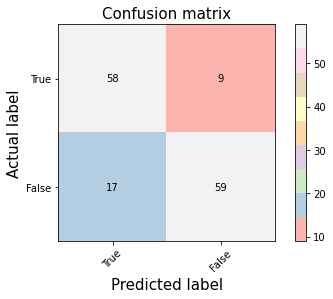 Confusion matrix
Actual label
True
58
9
False
17
59
True
False
Predicted label
50
40
30
20
10